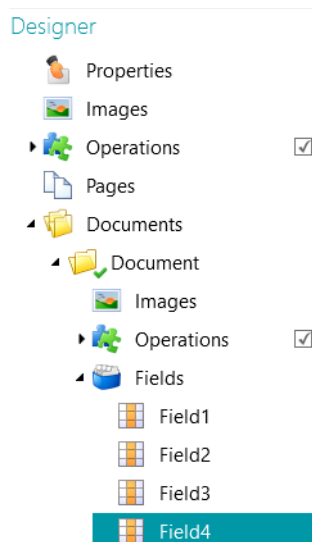 Designer
Properties
Images
Operations
Pages
Documents
Document
Images
Operations
Fields
Field1
Field2
Field3
Field4